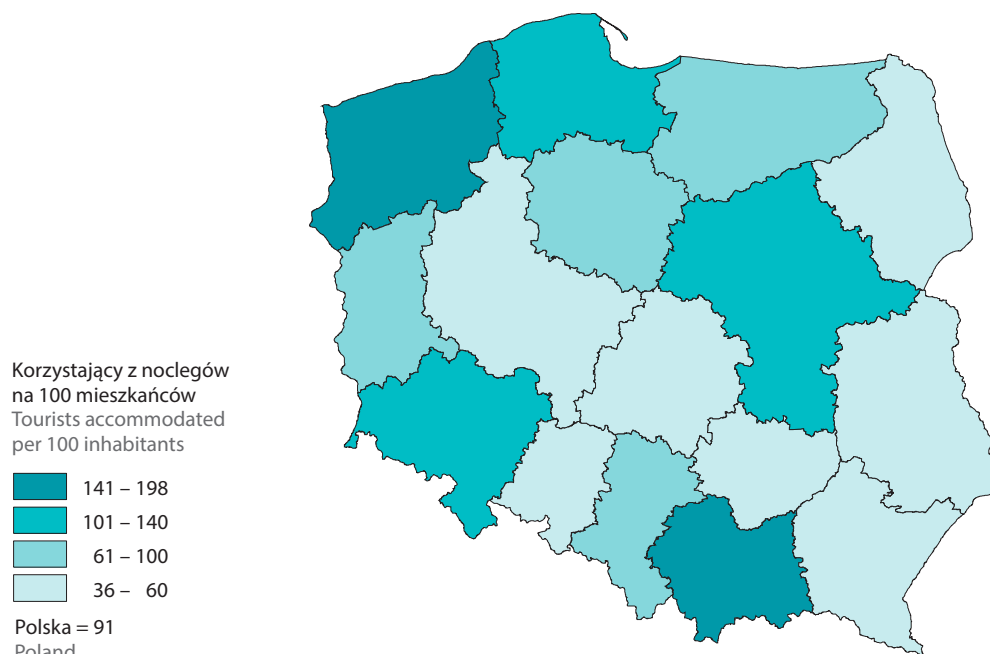 Korzystający z noclegów
na 100 mieszkańców
Tourists accommodated
per 100 inhabitants
141 – 198
101 – 140
61 – 100
36 – 60
Polska = 91
Poland